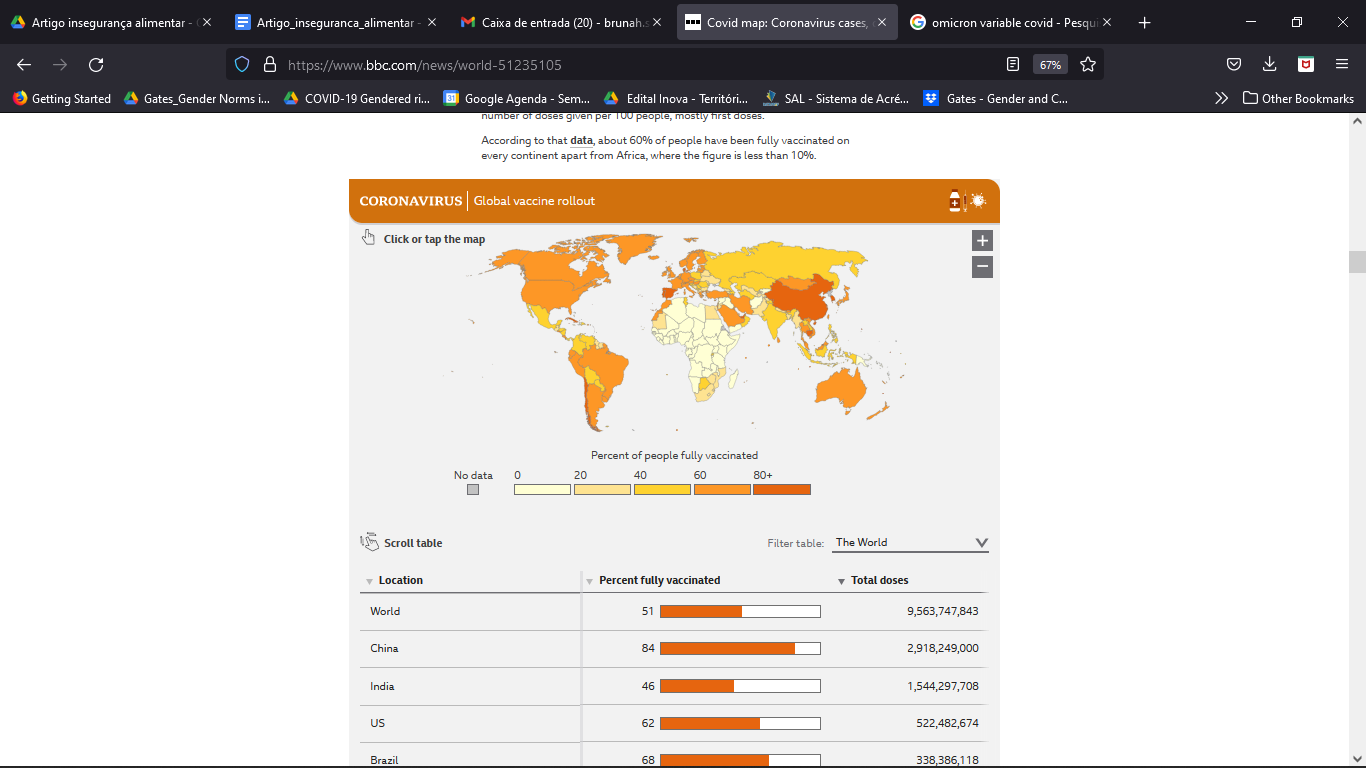 Artigo insegurança alimentar -
Artigo_inseguranca_alimentar -
Caixa de entrada (20) - brunah.s
Covid map: Coronavirus cases,
omicron variable covid - Pesqui
https://www.bbc.com/news/world-51235105
67%
Getting Started
Gates_Gender Norms i...
COVID-19 Gendered ri...
31
Google Agenda - Sem...
Edital Inova - Territóri...
SAL - Sistema de Acré...
Gates - Gender and C...
Other Bookmarks
number of doses given per 100 people, mostly first doses.
According to that data, about 60% of people have been fully vaccinated on
every continent apart from Africa, where the figure is less than 10%.
CORONAVIRUS | Global vaccine rollout
Click or tap the map
+
−
Percent of people fully vaccinated
No data 0 20 40 60 80+
Scroll table
Filter table: The World
Location Percent fully vaccinated Total doses
World 51 9,563,747,843
China 84 2,918,249,000
India 46 1,544,297,708
US 62 522,482,674
Brazil 68 338,386,118